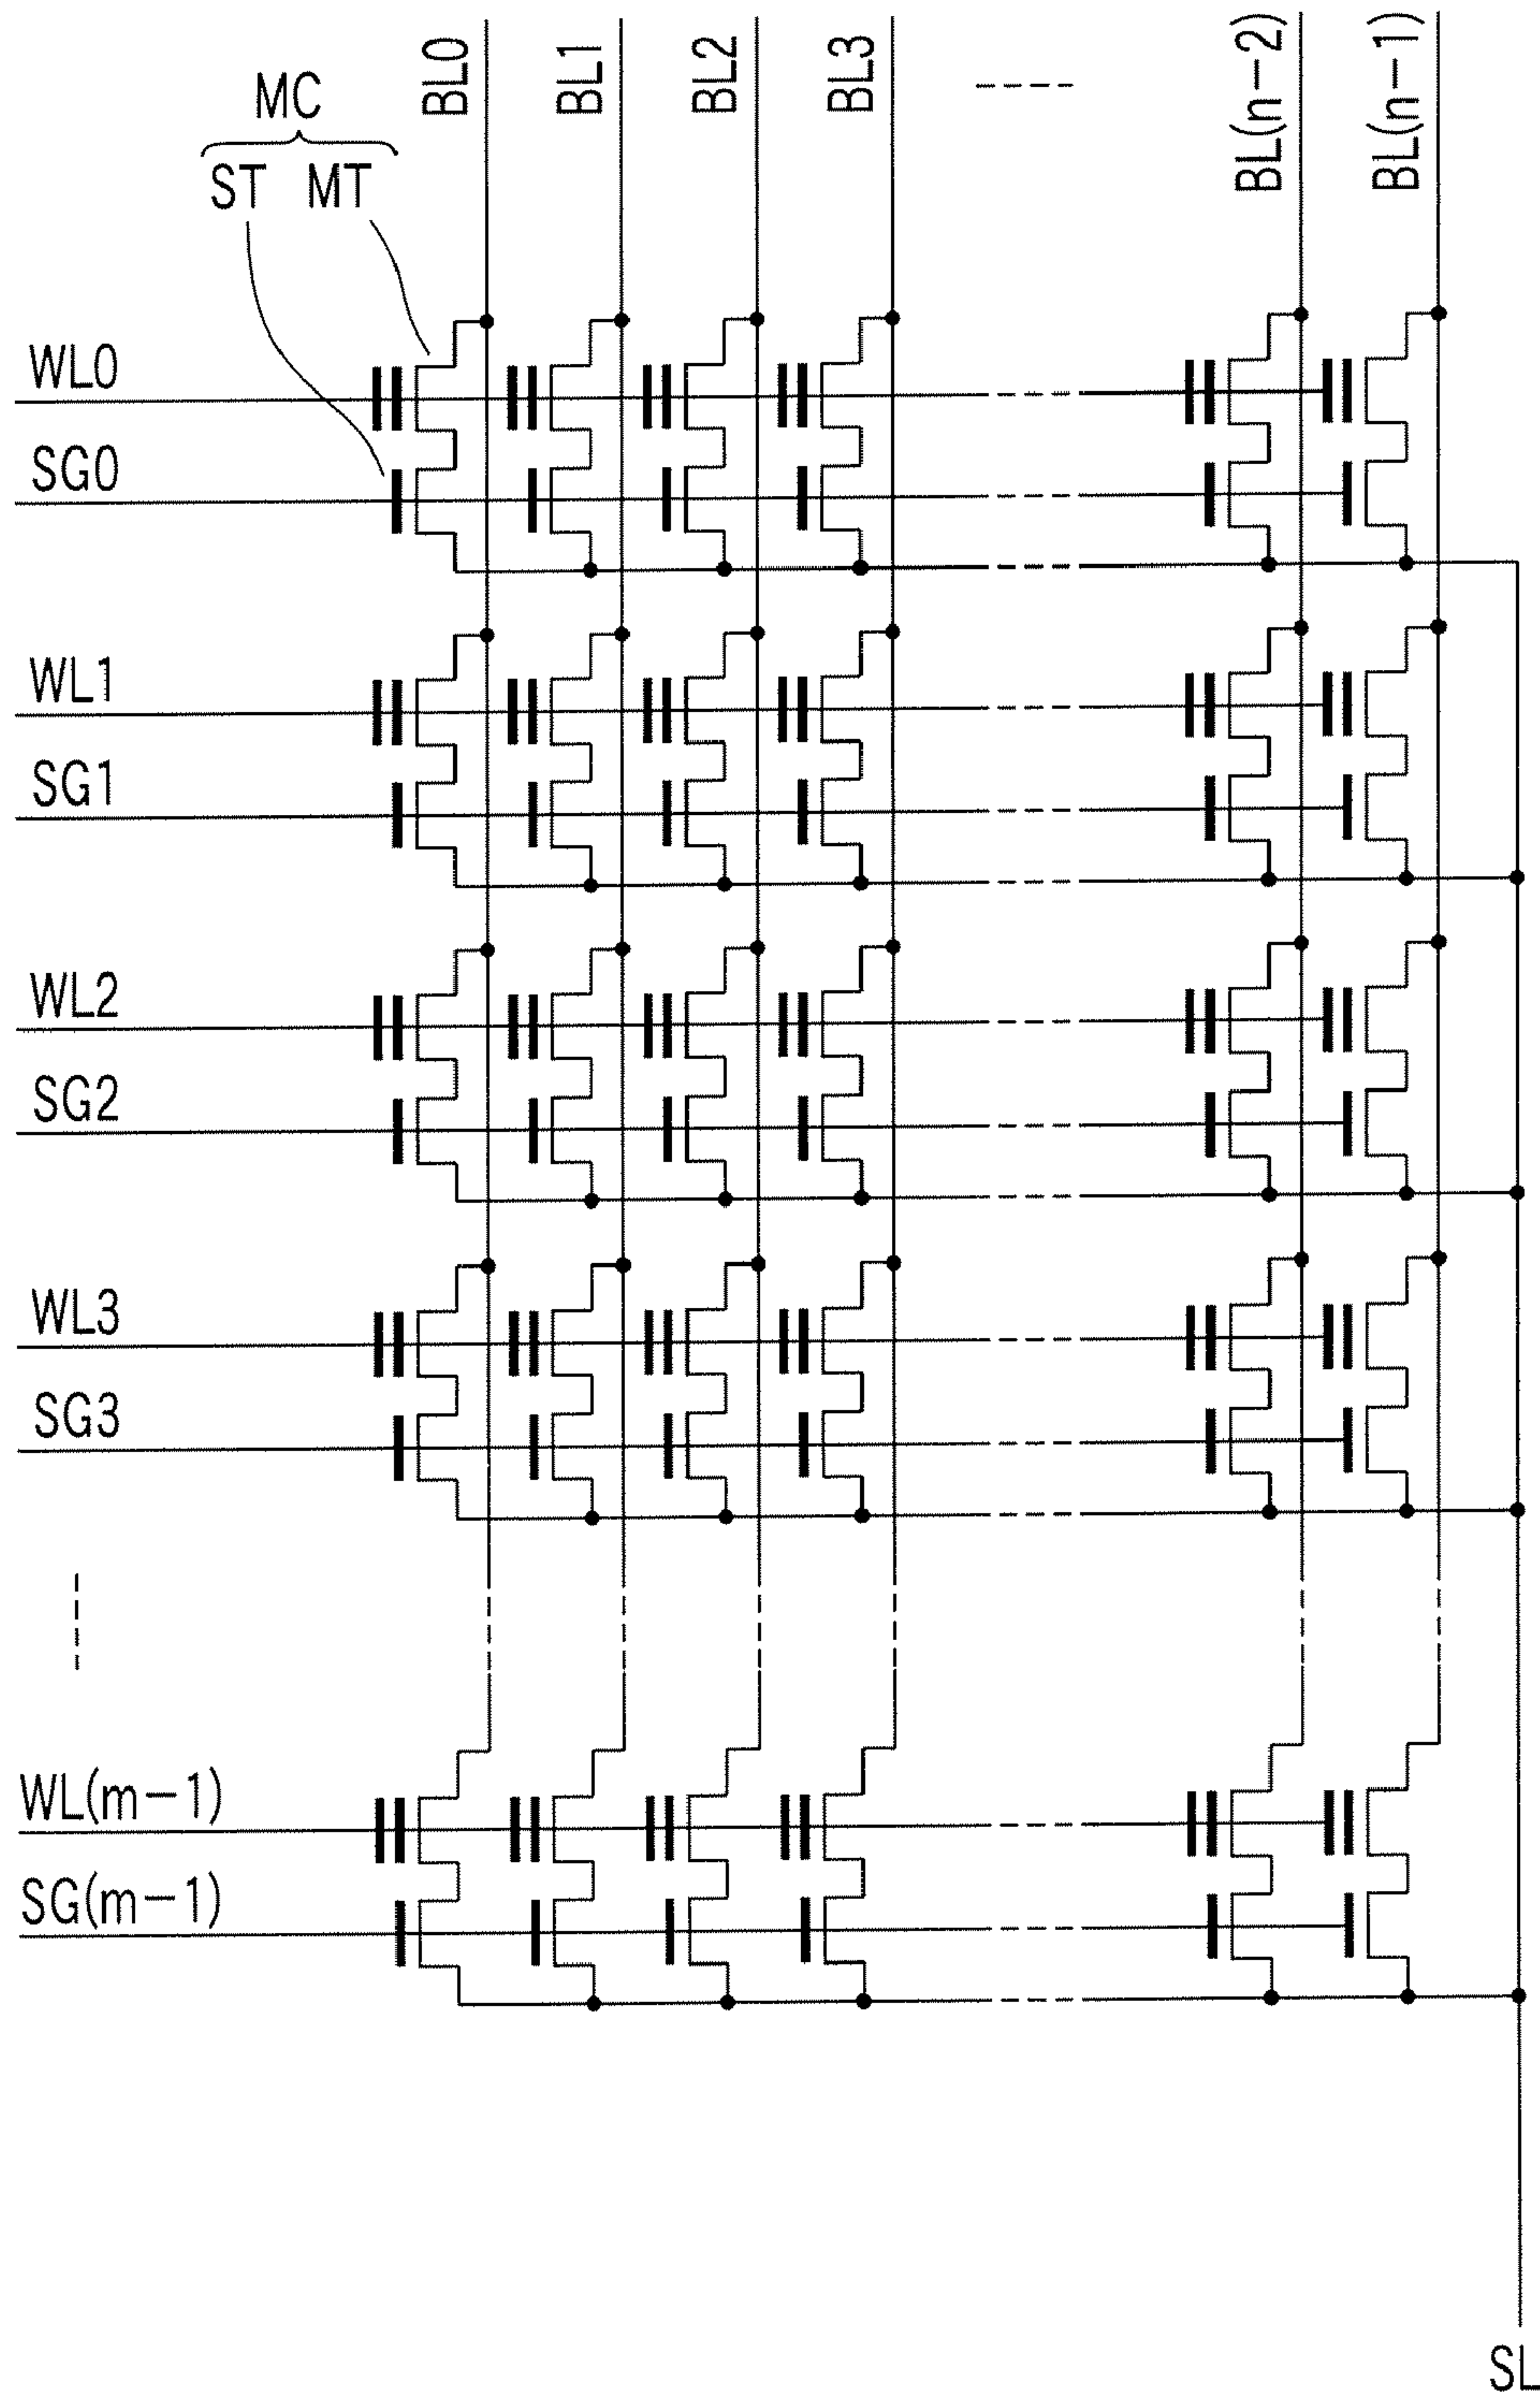 BL0
BL1
BL2
BL3
BL(n-2)
BL(n-1)
MC
ST MT
WL0
SG0
WL1
SG1
WL2
SG2
WL3
SG3
WL(m-1)
SG(m-1)
SL